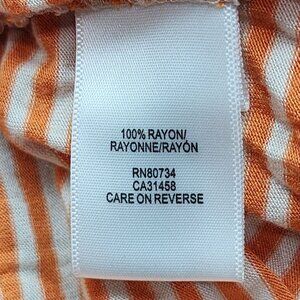 100% RAYON/
RAYONNE/RAYÓN
RN80734
CA31458
CARE ON REVERSE